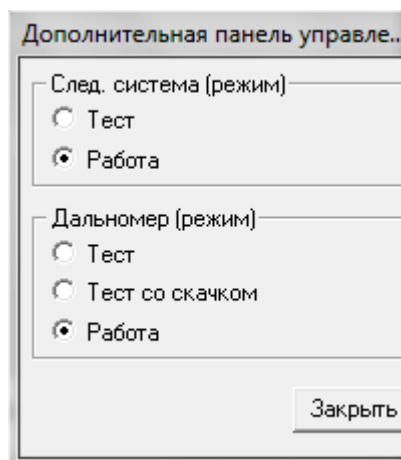 Дополнительная панель управле..
След. система (режим)
Тест
Работа
Дальномер (режим)
Тест
Тест со скачком
Работа
Закрыть